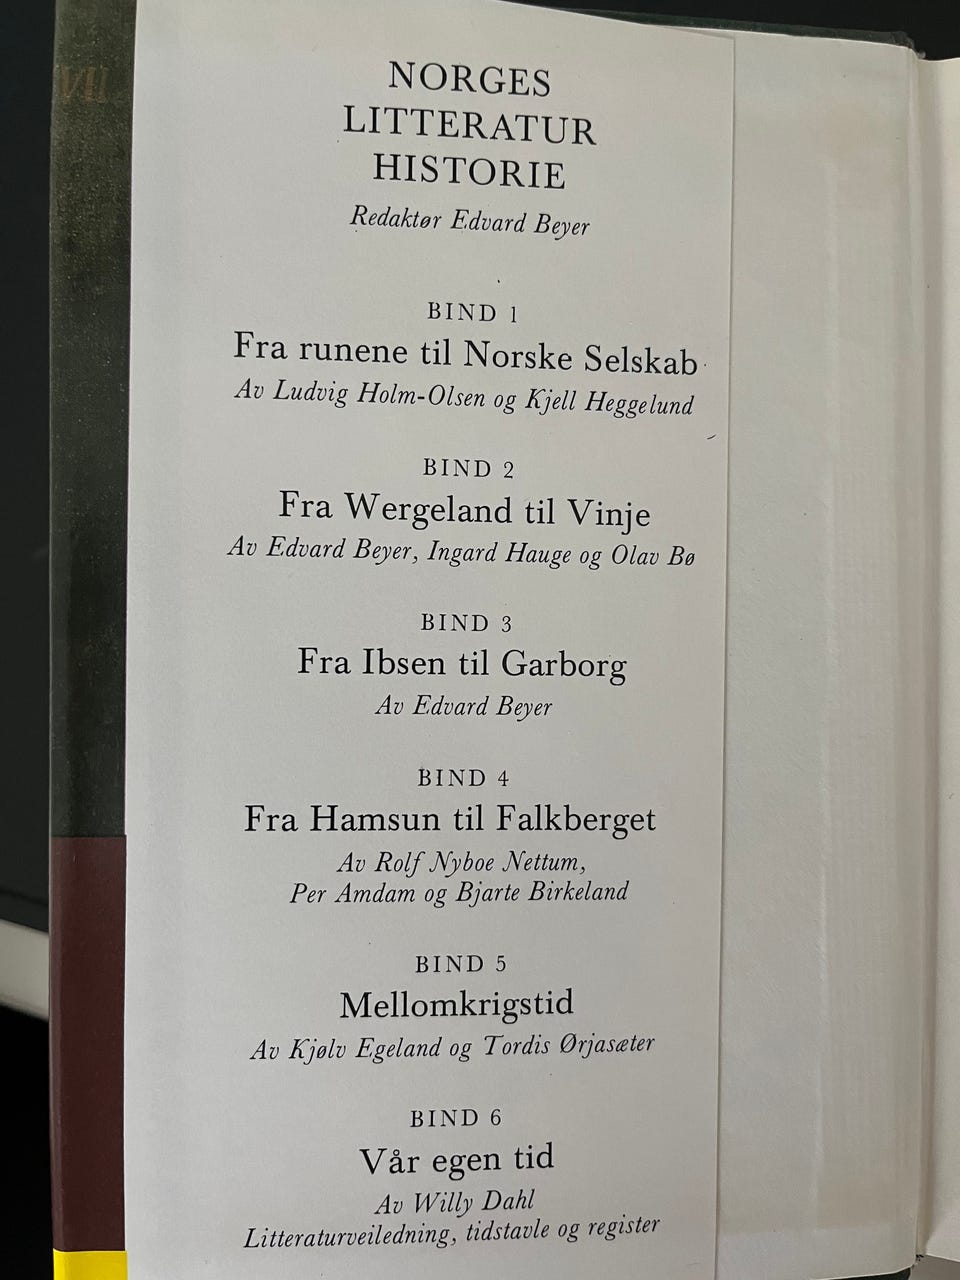 NORGES
LITTERATUR
HISTORIE
Redaktør Edvard Beyer
BIND 1
Fra runene til Norske Selskab
Av Ludvig Holm-Olsen og Kjell Heggelund
BIND 2
Fra Wergeland til Vinje
Av Edvard Beyer, Ingard Hauge og Olav Bø
BIND 3
Fra Ibsen til Garborg
Av Edvard Beyer
BIND 4
Fra Hamsun til Falkberget
Av Rolf Nyboe Nettum,
Per Amdam og Bjarte Birkeland
BIND 5
Mellomkrigstid
Av Kjølv Egeland og Tordis Ørjasæter
BIND 6
Vår egen tid
Av Willy Dahl
Litteraturveiledning, tidstavle og register